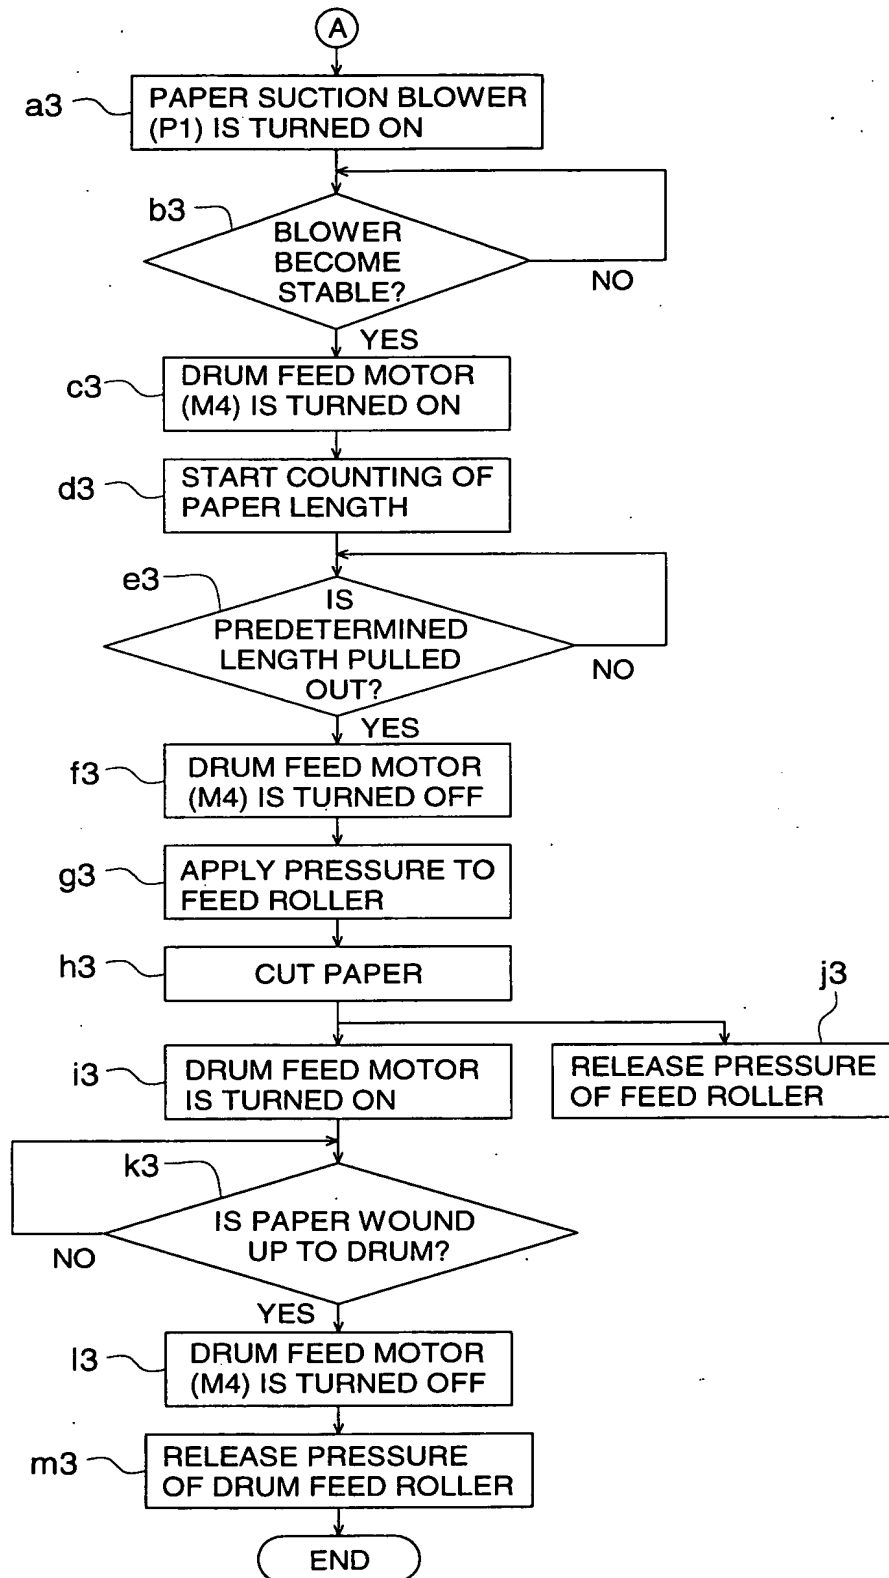 A
a3
PAPER SUCTION BLOWER
(P1) IS TURNED ON
b3
BLOWER
BECOME
STABLE?
NO
YES
c3
DRUM FEED MOTOR
(M4) IS TURNED ON
d3
START COUNTING OF
PAPER LENGTH
e3
IS
PREDETERMINED
LENGTH PULLED
OUT?
NO
YES
f3
DRUM FEED MOTOR
(M4) IS TURNED OFF
g3
APPLY PRESSURE TO
FEED ROLLER
h3
CUT PAPER
j3
i3
DRUM FEED MOTOR
IS TURNED ON
RELEASE PRESSURE
OF FEED ROLLER
k3
IS PAPER WOUND
UP TO DRUM?
NO
YES
l3
DRUM FEED MOTOR
(M4) IS TURNED OFF
m3
RELEASE PRESSURE
OF DRUM FEED ROLLER
END